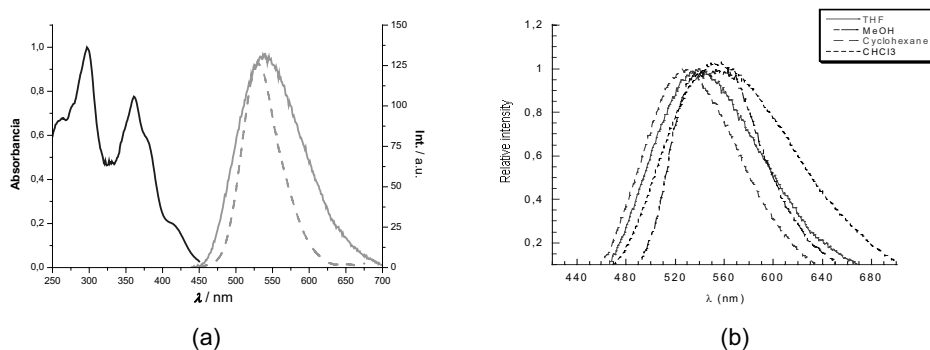 Absorbancia
1,0
0,8
0,6
0,4
0,2
0,0
250 300 350 400 450 500 550 600 650 700
λ / nm
150
125
100
75
50
25
0
Int. / a.u.
(a)
THF
MeOH
Cyclohexane
CHCl3
Relative intensity
1,2
1
0,8
0,6
0,4
0,2
440 480 520 560 600 640 680
λ (nm)
(b)